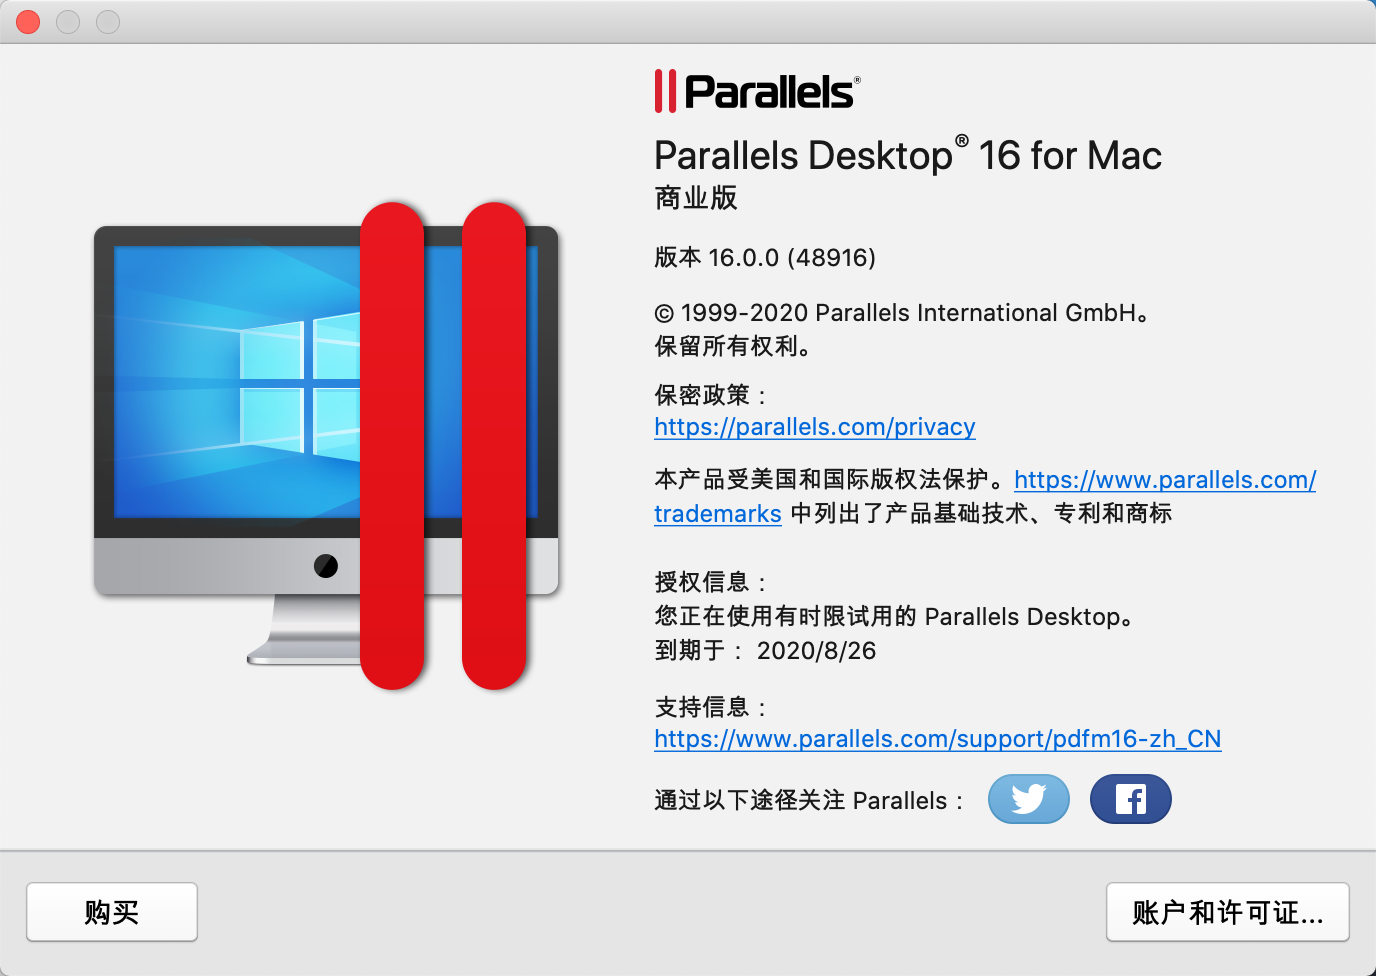 Parallels®
Parallels Desktop® 16 for Mac
商业版
版本 16.0.0 (48916)
© 1999-2020 Parallels International GmbH。
保留所有权利。
保密政策：
https://parallels.com/privacy
本产品受美国和国际版权法保护。https://www.parallels.com/
trademarks 中列出了产品基础技术、专利和商标
授权信息：
您正在使用有时限试用的 Parallels Desktop。
到期于： 2020/8/26
支持信息：
https://www.parallels.com/support/pdfm16-zh_CN
通过以下途径关注 Parallels：
购买
账户和许可证...